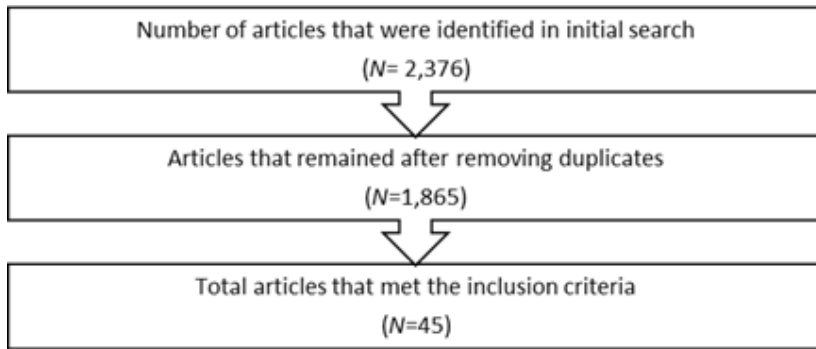 Number of articles that were identified in initial search
(N= 2,376)
Articles that remained after removing duplicates
(N=1,865)
Total articles that met the inclusion criteria
(N=45)